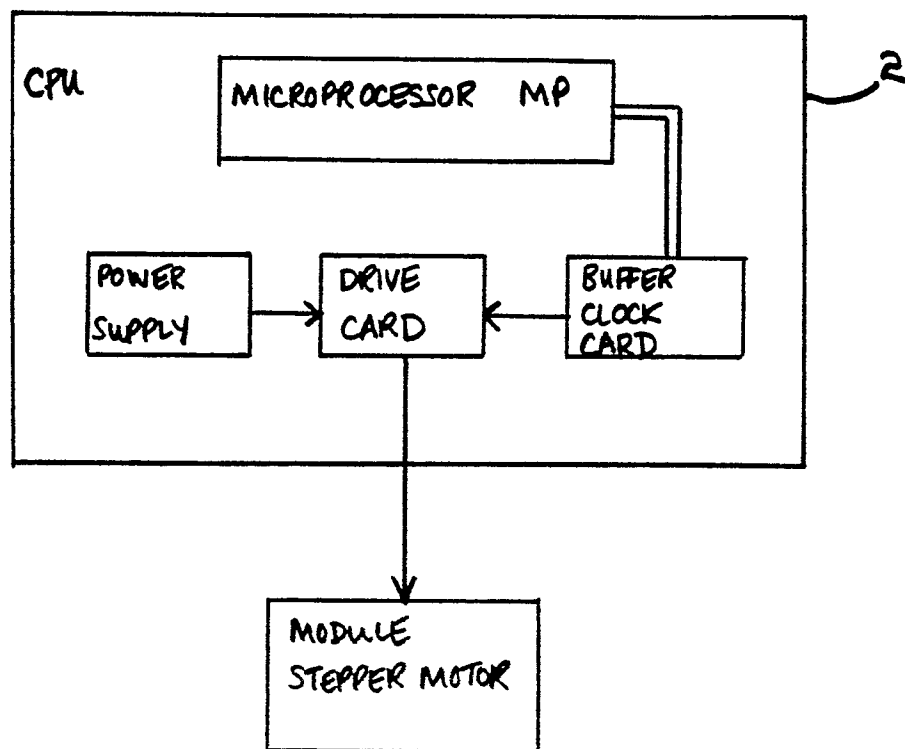 CPU
MICROPROCESSOR MP
2
POWER
SUPPLY
DRIVE
CARD
BUFFER
CLOCK
CARD
MODULE
STEPPER MOTOR